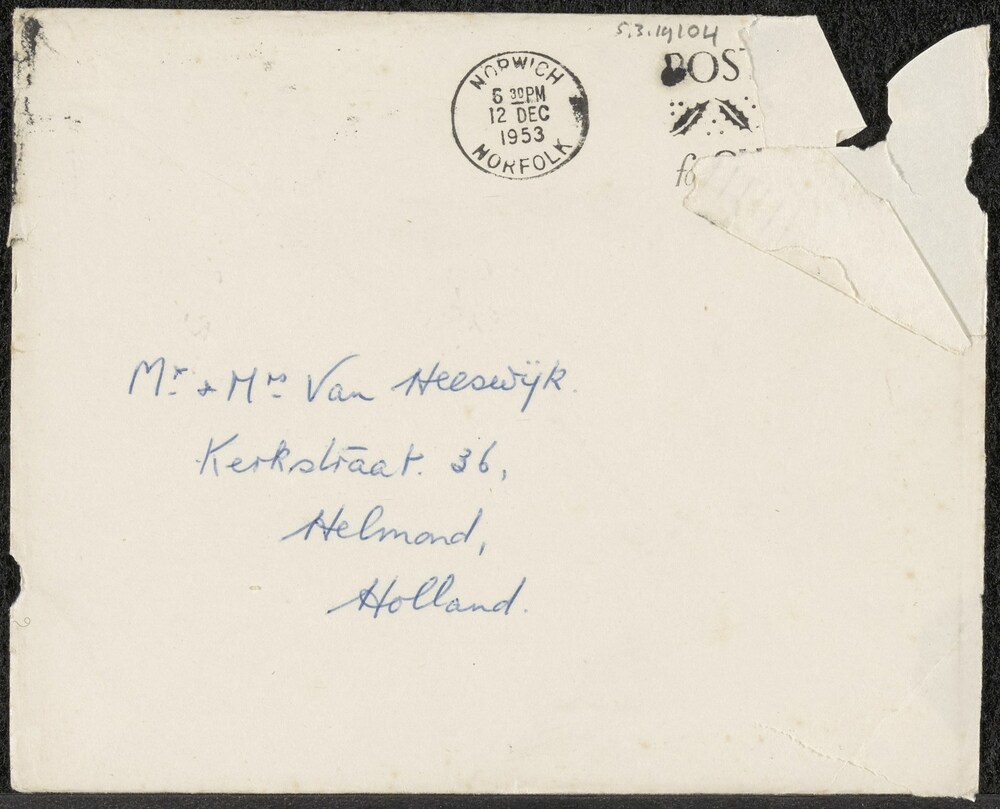 5.3.19104
NORWICH
6 30 PM
12 DEC
1953
NORFOLK
POST
Mr. + Mrs Van Heeswijk.
Kerkstraat. 36,
Helmond,
Holland.